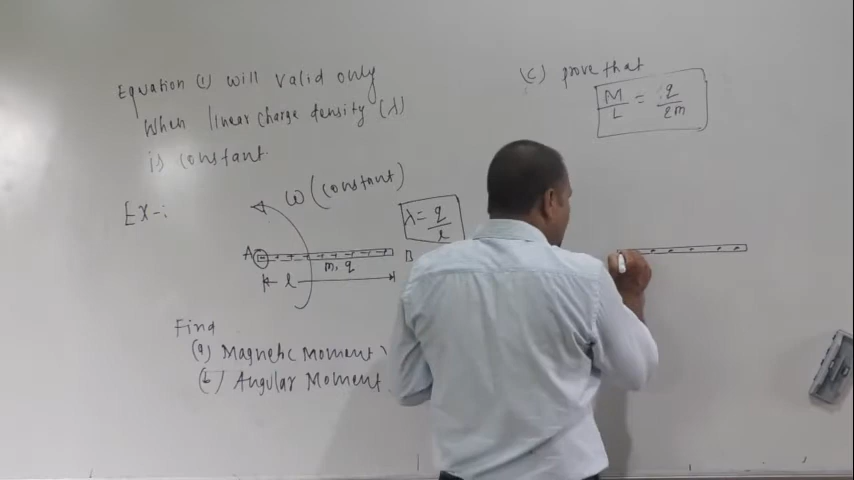 Equation (1) will valid only
When linear charge density (λ)
is constant.
Ex-:
ω (constant)
λ = q/l
A
B
m, q
l
Find
(a) Magnetic Moment
(b) Angular Moment
(c) prove that
M/L = q/2m